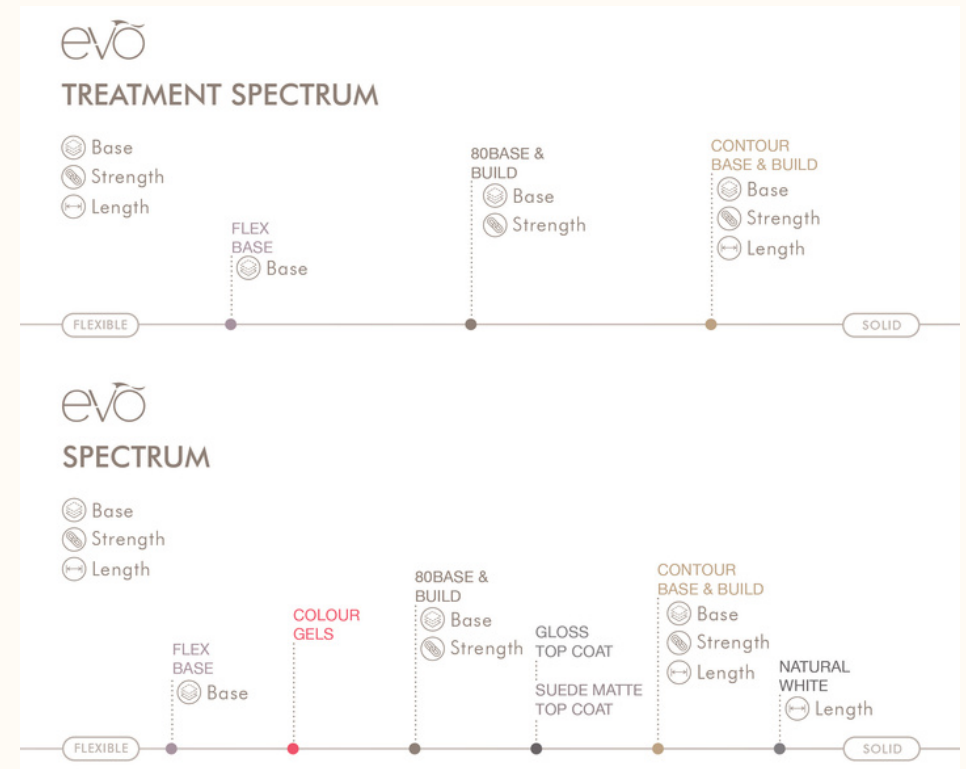 evō
TREATMENT SPECTRUM
Base
Strength
Length
FLEX
BASE
Base
80BASE &
BUILD
Base
Strength
CONTOUR
BASE & BUILD
Base
Strength
Length
FLEXIBLE
SOLID
evō
SPECTRUM
Base
Strength
Length
FLEX
BASE
Base
COLOUR
GELS
80BASE &
BUILD
Base
Strength
GLOSS
TOP COAT
SUEDE MATTE
TOP COAT
CONTOUR
BASE & BUILD
Base
Strength
Length
NATURAL
WHITE
Length
FLEXIBLE
SOLID